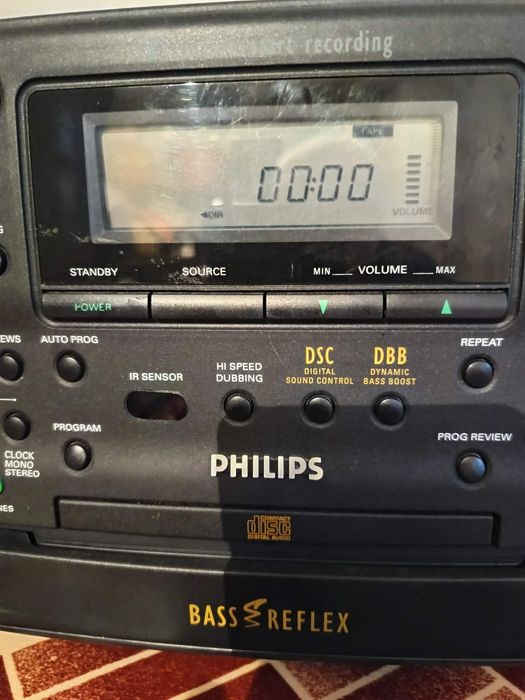 recording
TAPE
00:00
◀DIR
VOLUME
STANDBY SOURCE MIN VOLUME MAX
POWER ▼ ▲
EWS AUTO PROG
IR SENSOR
HI SPEED
DUBBING
DSC
DIGITAL
SOUND CONTROL
DBB
DYNAMIC
BASS BOOST
REPEAT
PROGRAM
CLOCK
MONO
STEREO
PROG REVIEW
NES
PHILIPS
COMPACT
disc
DIGITAL AUDIO
BASS REFLEX